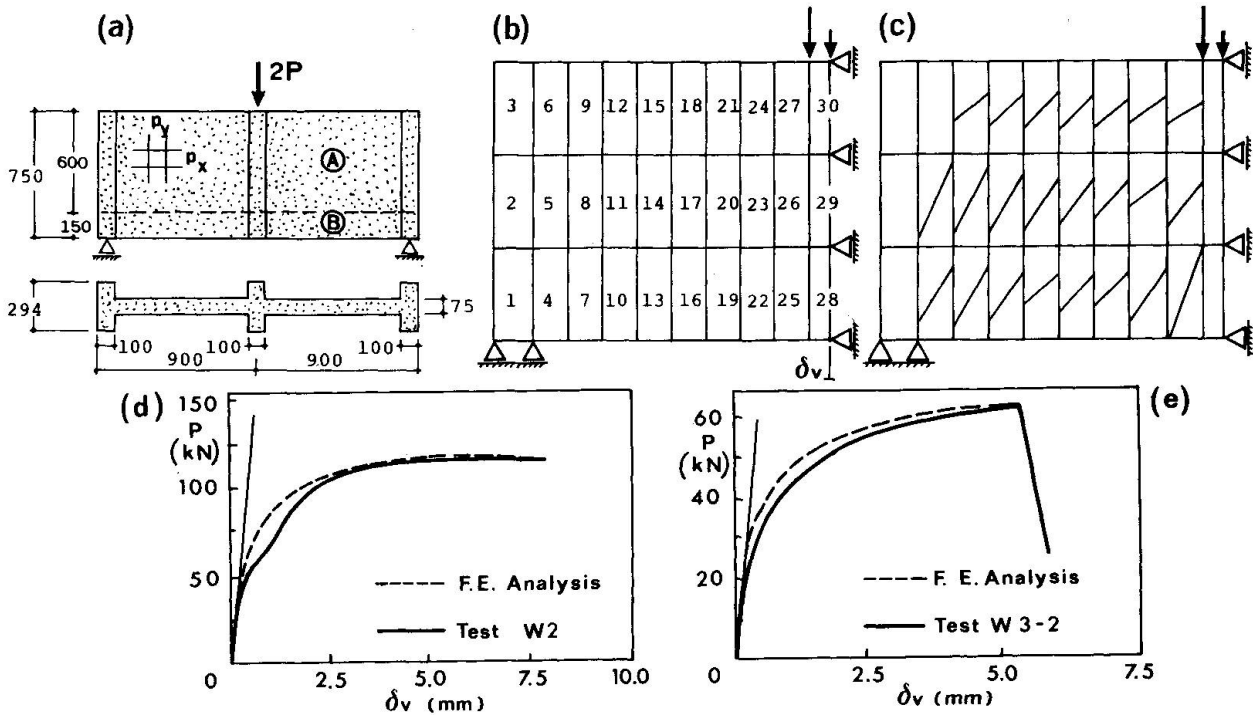 (a)
2P
p_y
p_x
A
B
750
600
150
294
75
100 100 100
900 900
(b)
3 6 9 12 15 18 21 24 27 30
2 5 8 11 14 17 20 23 26 29
1 4 7 10 13 16 19 22 25 28
δv
(c)
(d)
150
P
(kN)
100
50
0 2.5 5.0 7.5 10.0
δv (mm)
F.E. Analysis
Test W2
(e)
60
P
(kN)
40
20
0 2.5 5.0 7.5
δv (mm)
F.E. Analysis
Test W3-2